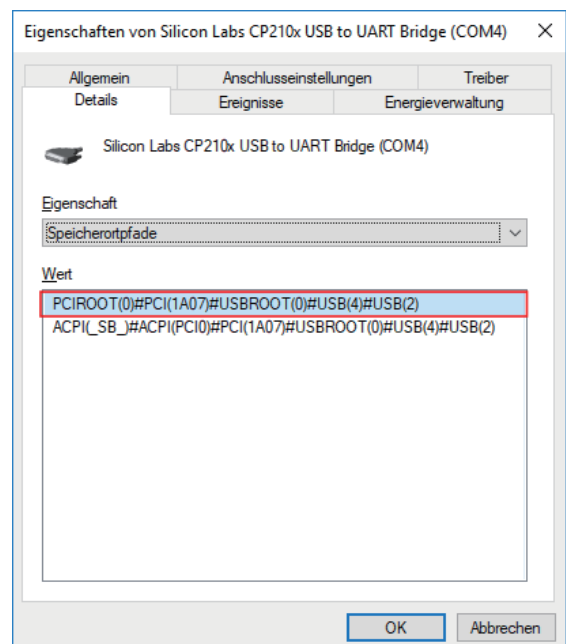 Eigenschaften von Silicon Labs CP210x USB to UART Bridge (COM4)
Allgemein Anschlusseinstellungen Treiber
Details Ereignisse Energieverwaltung
Silicon Labs CP210x USB to UART Bridge (COM4)
Eigenschaft
Speicherortpfade
Wert
PCIROOT(0)#PCI(1A07)#USBROOT(0)#USB(4)#USB(2)
ACPI(_SB_)#ACPI(PCI0)#PCI(1A07)#USBROOT(0)#USB(4)#USB(2)
OK Abbrechen